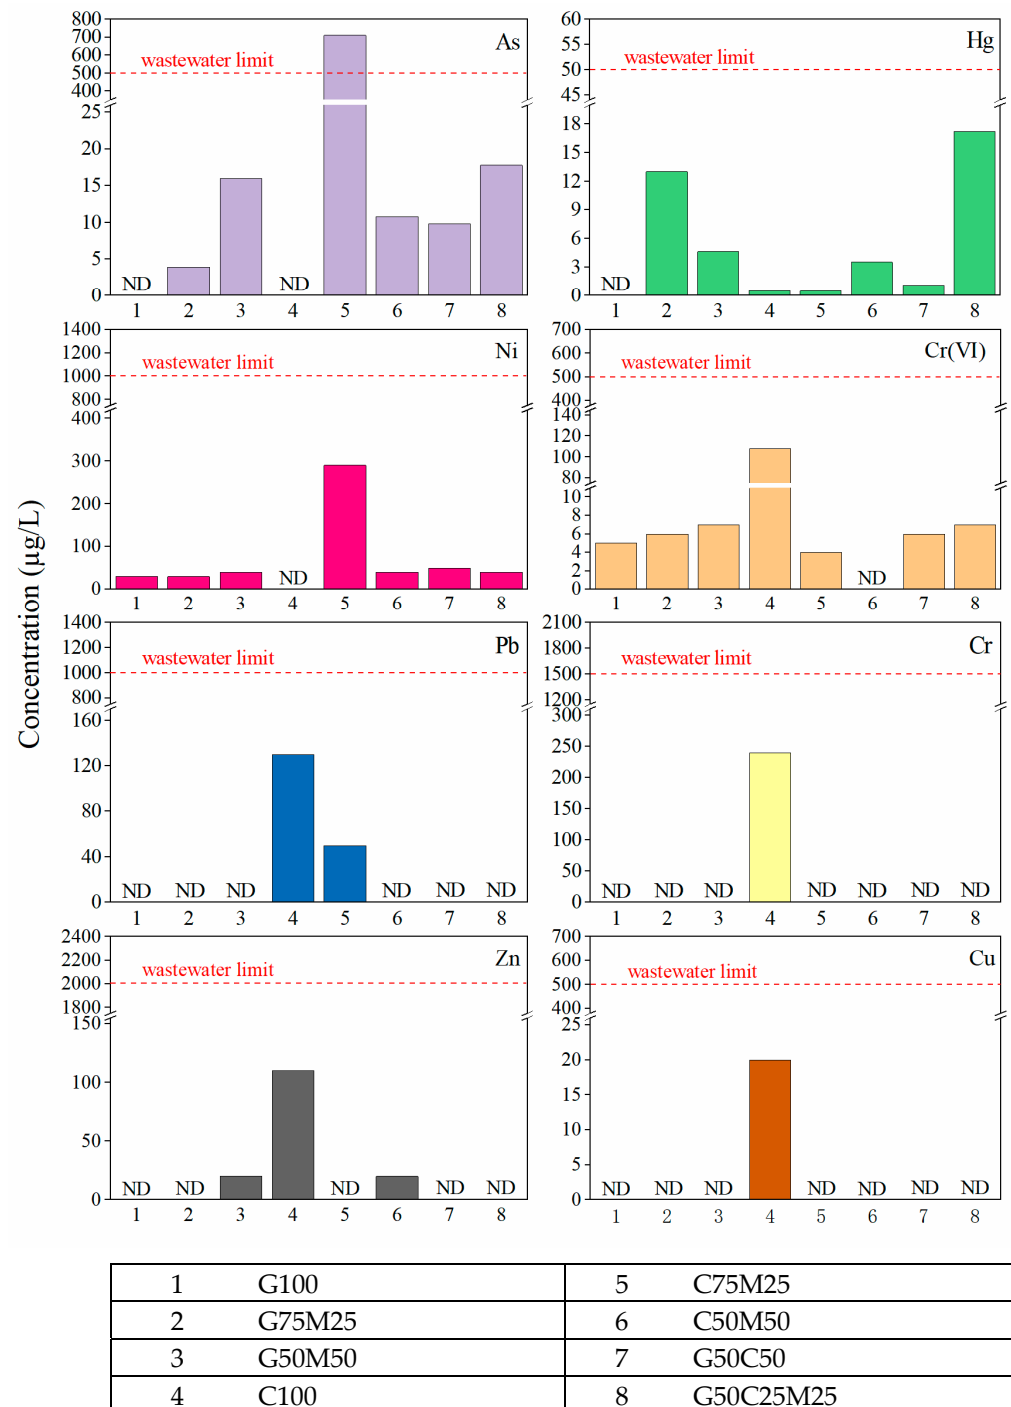 Concentration (μg/L)
800
700
600
500
400
25
20
15
10
5
0
wastewater limit
As
ND
ND
1 2 3 4 5 6 7 8
60
55
50
45
18
15
12
9
6
3
0
wastewater limit
Hg
ND
1 2 3 4 5 6 7 8
1400
1200
1000
800
400
300
200
100
0
wastewater limit
Ni
ND
1 2 3 4 5 6 7 8
700
600
500
400
140
120
100
80
10
8
6
4
2
0
wastewater limit
Cr(VI)
ND
1 2 3 4 5 6 7 8
1400
1200
1000
800
160
120
80
40
0
wastewater limit
Pb
ND ND ND ND ND ND
1 2 3 4 5 6 7 8
2100
1800
1500
1200
300
250
200
150
100
50
0
wastewater limit
Cr
ND ND ND ND ND ND ND
1 2 3 4 5 6 7 8
2400
2200
2000
1800
150
100
50
0
wastewater limit
Zn
ND ND ND ND ND
1 2 3 4 5 6 7 8
700
600
500
400
25
20
15
10
5
0
wastewater limit
Cu
ND ND ND ND ND ND ND
1 2 3 4 5 6 7 8
1 G100 5 C75M25
2 G75M25 6 C50M50
3 G50M50 7 G50C50
4 C100 8 G50C25M25